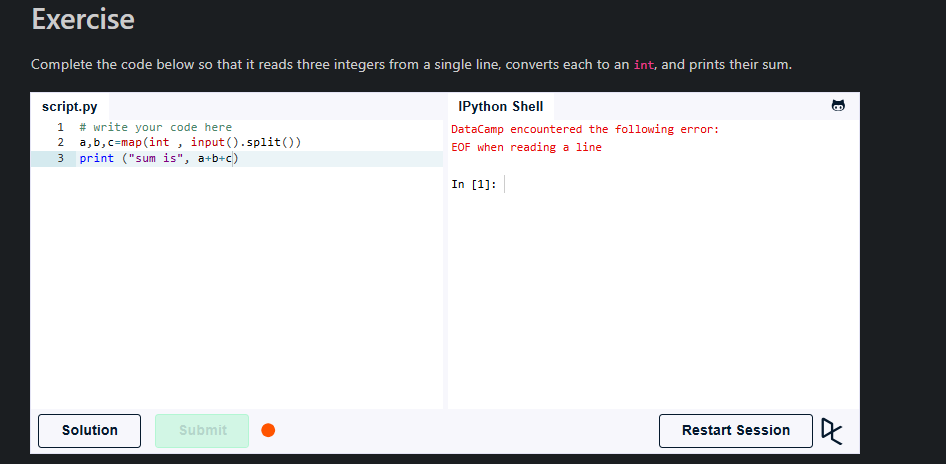 Exercise
Complete the code below so that it reads three integers from a single line, converts each to an int, and prints their sum.
script.py
IPython Shell
1 # write your code here
2 a,b,c=map(int , input().split())
3 print ("sum is", a+b+c)
DataCamp encountered the following error:
EOF when reading a line
In [1]:
Solution
Submit
Restart Session